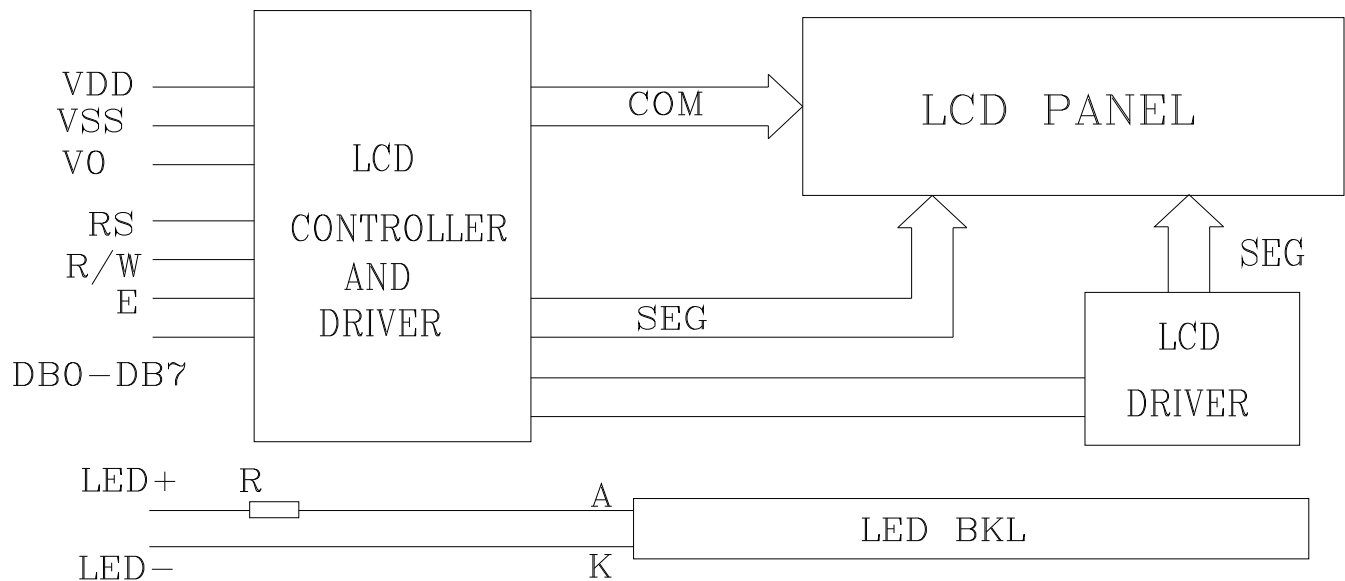 VDD
VSS
V0
RS
R/W
E
DB0-DB7
LCD
CONTROLLER
AND
DRIVER
COM
SEG
LCD PANEL
SEG
LCD
DRIVER
LED+
R
A
LED-
K
LED BKL